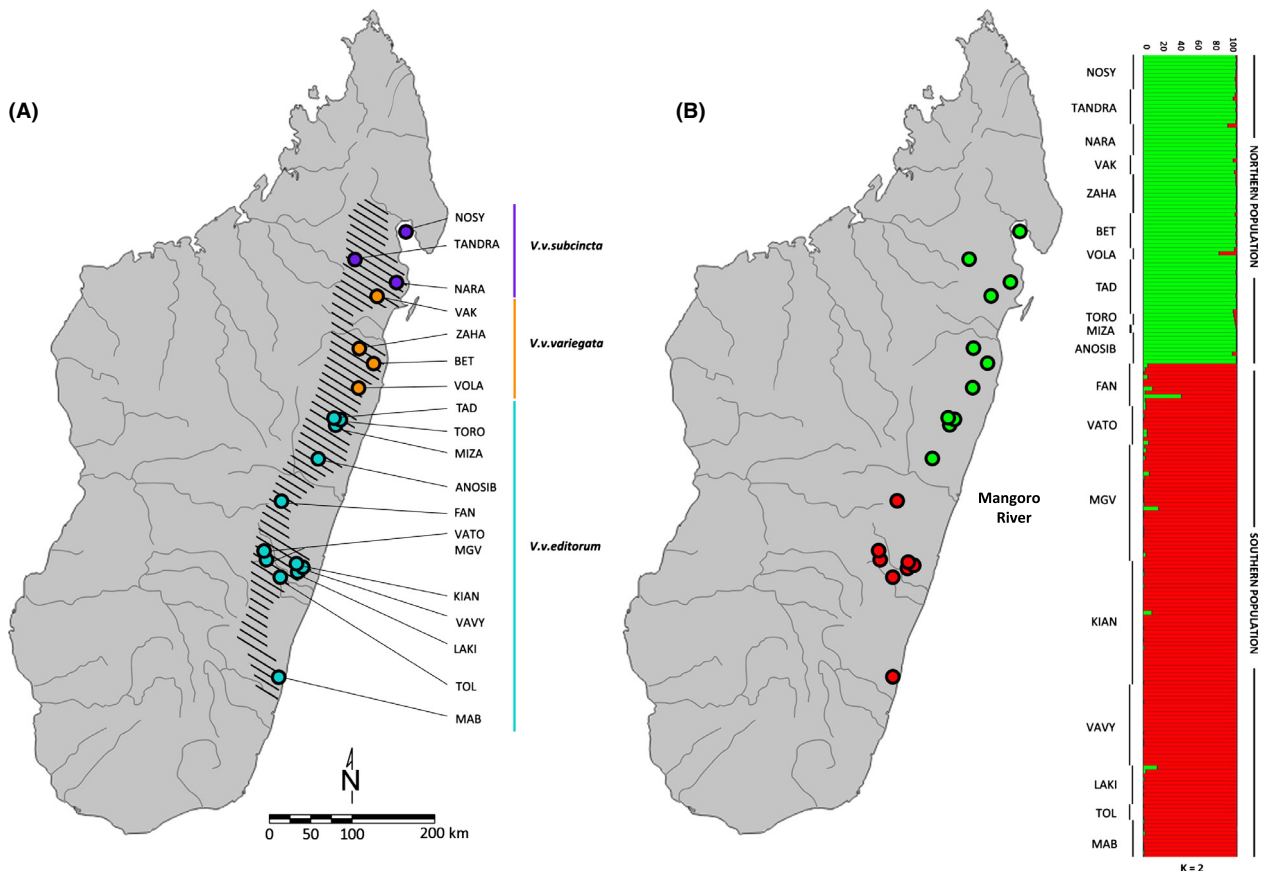 (A)
NOSY
TANDRA
NARA
VAK
ZAHA
BET
VOLA
TAD
TORO
MIZA
ANOSIB
FAN
VATO
MGV
KIAN
VAVY
LAKI
TOL
MAB
V.v.subcincta
V.v.variegata
V.v.editorum
N
0 50 100 200 km
(B)
Mangoro
River
0 20 40 60 80 100
NOSY
TANDRA
NARA
VAK
ZAHA
BET
VOLA
TAD
TORO
MIZA
ANOSIB
FAN
VATO
MGV
KIAN
VAVY
LAKI
TOL
MAB
NORTHERN POPULATION
SOUTHERN POPULATION
K = 2